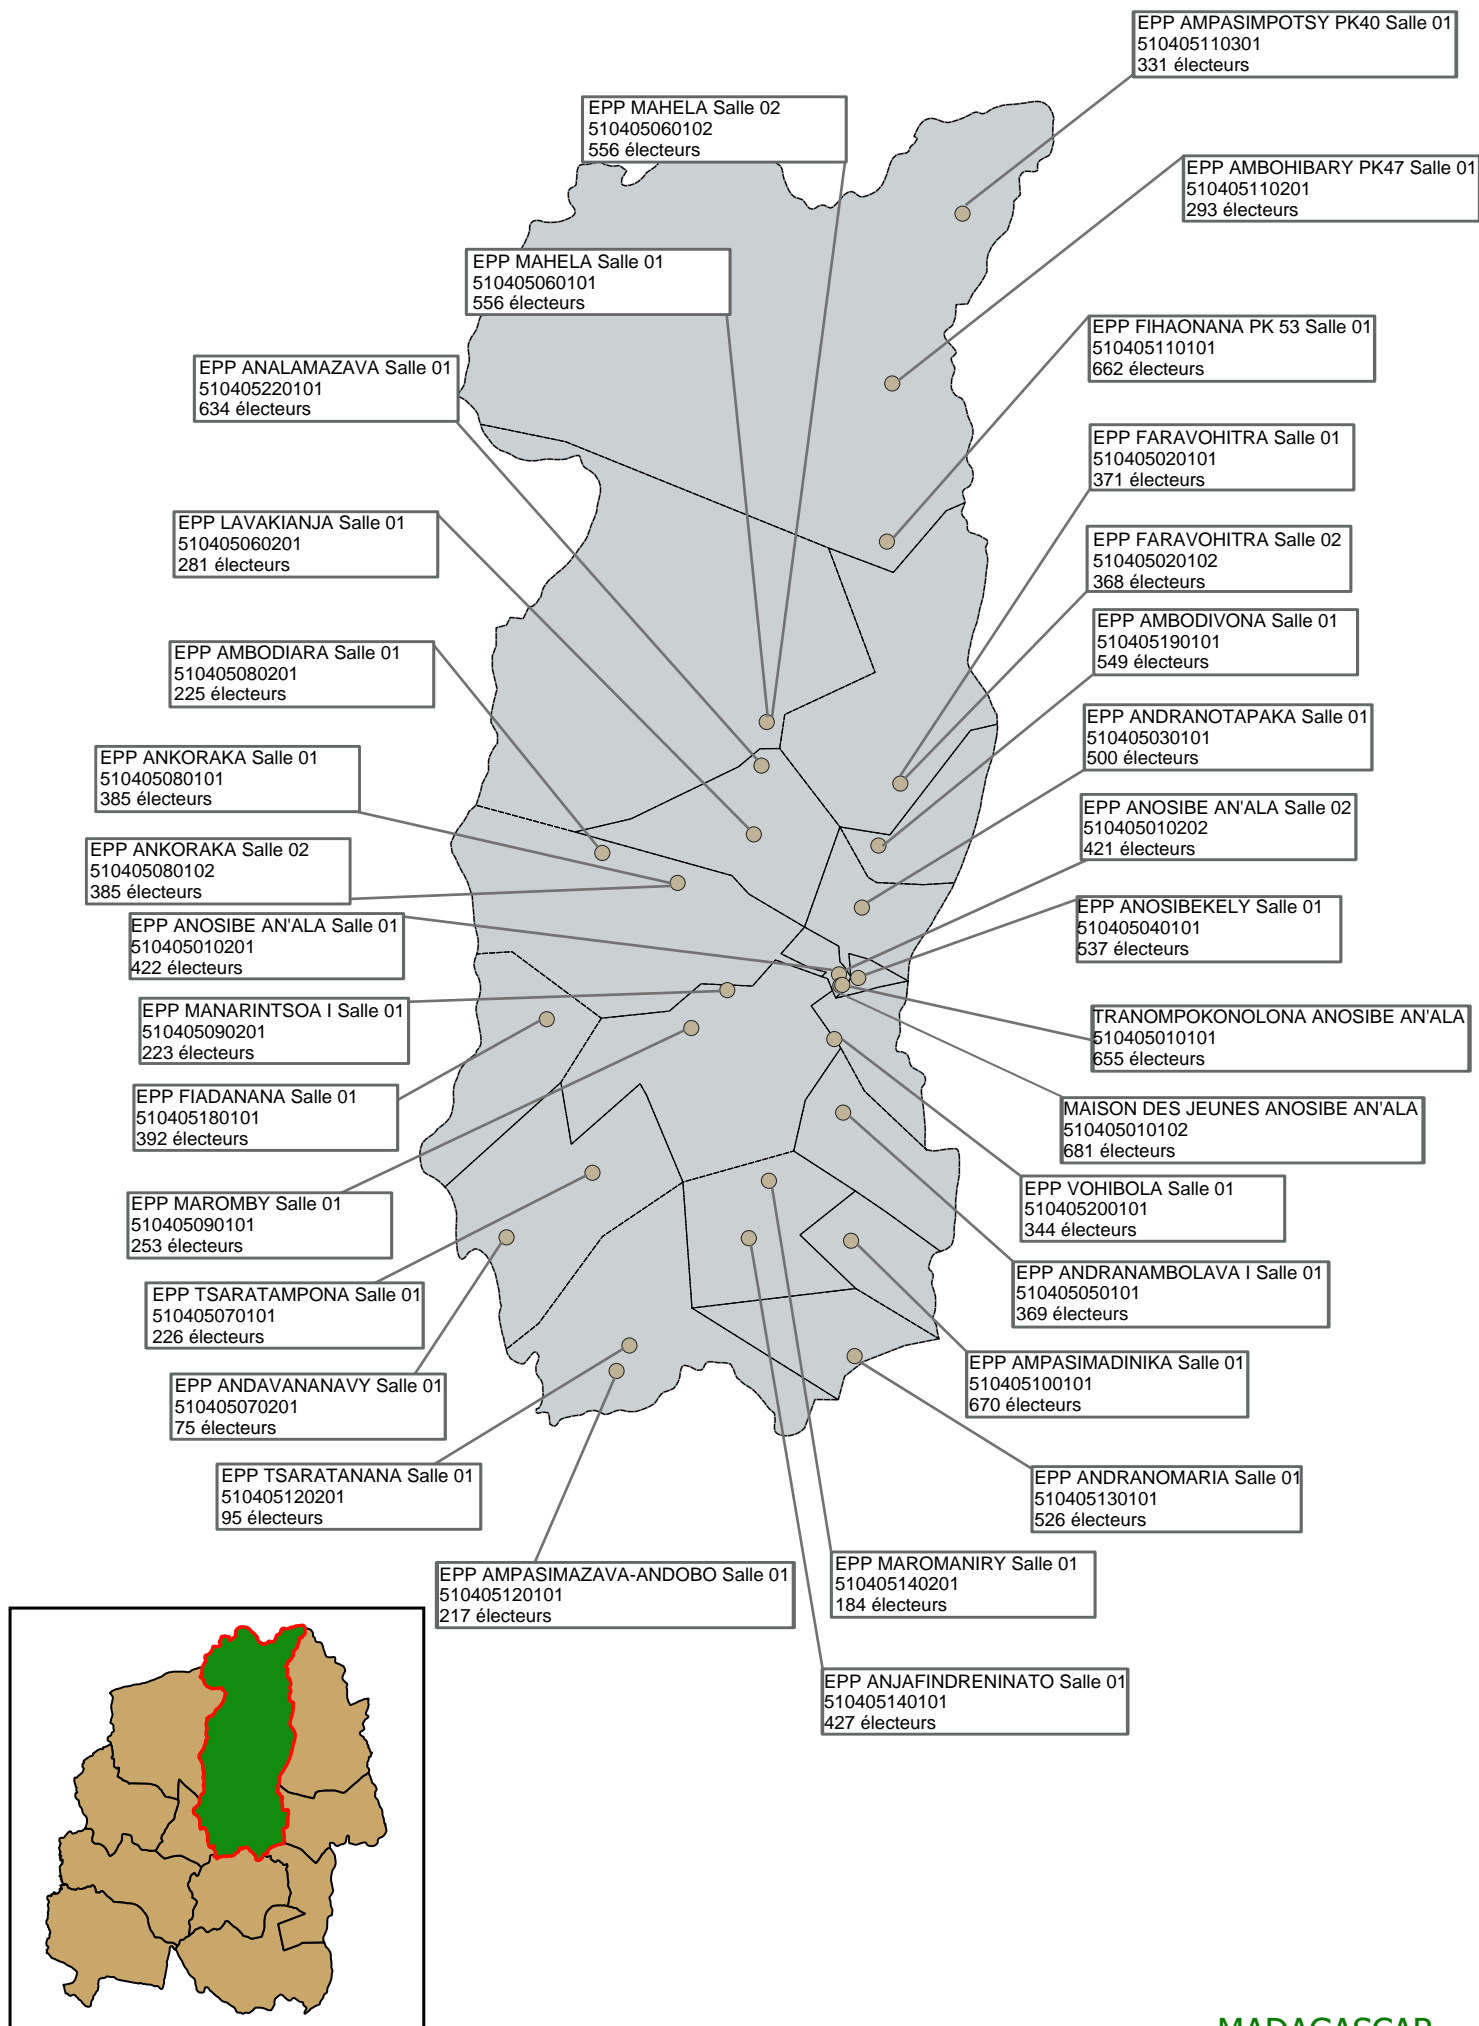 EPP AMPASIMPOTSY PK40 Salle 01
510405110301
331 électeurs
EPP MAHELA Salle 02
510405060102
556 électeurs
EPP AMBOHIBARY PK47 Salle 01
510405110201
293 électeurs
EPP MAHELA Salle 01
510405060101
556 électeurs
EPP FIHAONANA PK 53 Salle 01
510405110101
662 électeurs
EPP ANALAMAZAVA Salle 01
510405220101
634 électeurs
EPP FARAVOHITRA Salle 01
510405020101
371 électeurs
EPP LAVAKIANJA Salle 01
510405060201
281 électeurs
EPP FARAVOHITRA Salle 02
510405020102
368 électeurs
EPP AMBODIVONA Salle 01
510405190101
549 électeurs
EPP AMBODIARA Salle 01
510405080201
225 électeurs
EPP ANDRANOTAPAKA Salle 01
510405030101
500 électeurs
EPP ANKORAKA Salle 01
510405080101
385 électeurs
EPP ANOSIBE AN'ALA Salle 02
510405010202
421 électeurs
EPP ANKORAKA Salle 02
510405080102
385 électeurs
EPP ANOSIBEKELY Salle 01
510405040101
537 électeurs
EPP ANOSIBE AN'ALA Salle 01
510405010201
422 électeurs
EPP MANARINTSOA I Salle 01
510405090201
223 électeurs
TRANOMPOKONOLONA ANOSIBE AN'ALA
510405010101
655 électeurs
EPP FIADANANA Salle 01
510405180101
392 électeurs
MAISON DES JEUNES ANOSIBE AN'ALA
510405010102
681 électeurs
EPP VOHIBOLA Salle 01
510405200101
344 électeurs
EPP MAROMBY Salle 01
510405090101
253 électeurs
EPP ANDRANAMBOLAVA I Salle 01
510405050101
369 électeurs
EPP TSARATAMPONA Salle 01
510405070101
226 électeurs
EPP AMPASIMADINIKA Salle 01
510405100101
670 électeurs
EPP ANDAVANANAVY Salle 01
510405070201
75 électeurs
EPP TSARATANANA Salle 01
510405120201
95 électeurs
EPP ANDRANOMARIA Salle 01
510405130101
526 électeurs
EPP MAROMANIRY Salle 01
510405140201
184 électeurs
EPP AMPASIMAZAVA-ANDOBO Salle 01
510405120101
217 électeurs
EPP ANJAFINDRENINATO Salle 01
510405140101
427 électeurs
MADAGASCAR